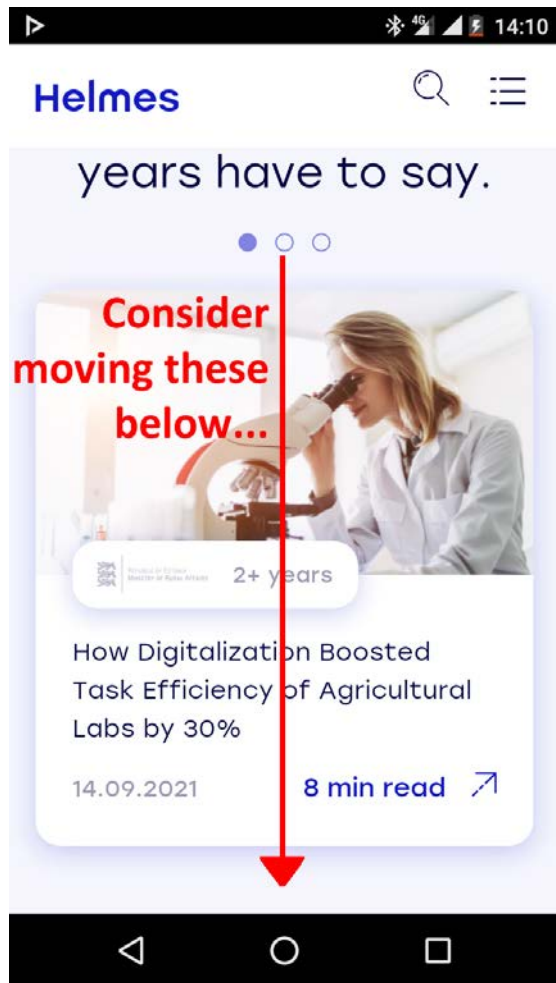 4G 14:10
Helmes
years have to say.
Consider
moving these
below...
2+ years
How Digitalization Boosted
Task Efficiency of Agricultural
Labs by 30%
14.09.2021 8 min read